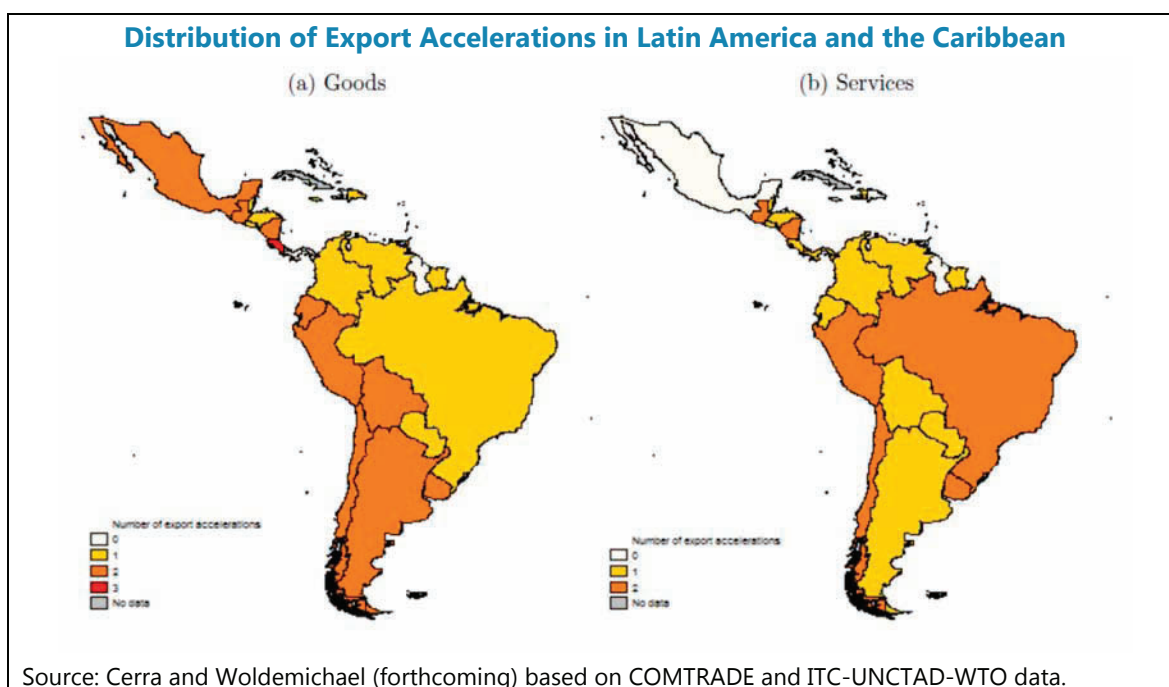 Distribution of Export Accelerations in Latin America and the Caribbean
(a) Goods
(b) Services
Number of export accelerations
0
1
2
3
No data
Number of export accelerations
0
1
2
No data
Source: Cerra and Woldemichael (forthcoming) based on COMTRADE and ITC-UNCTAD-WTO data.